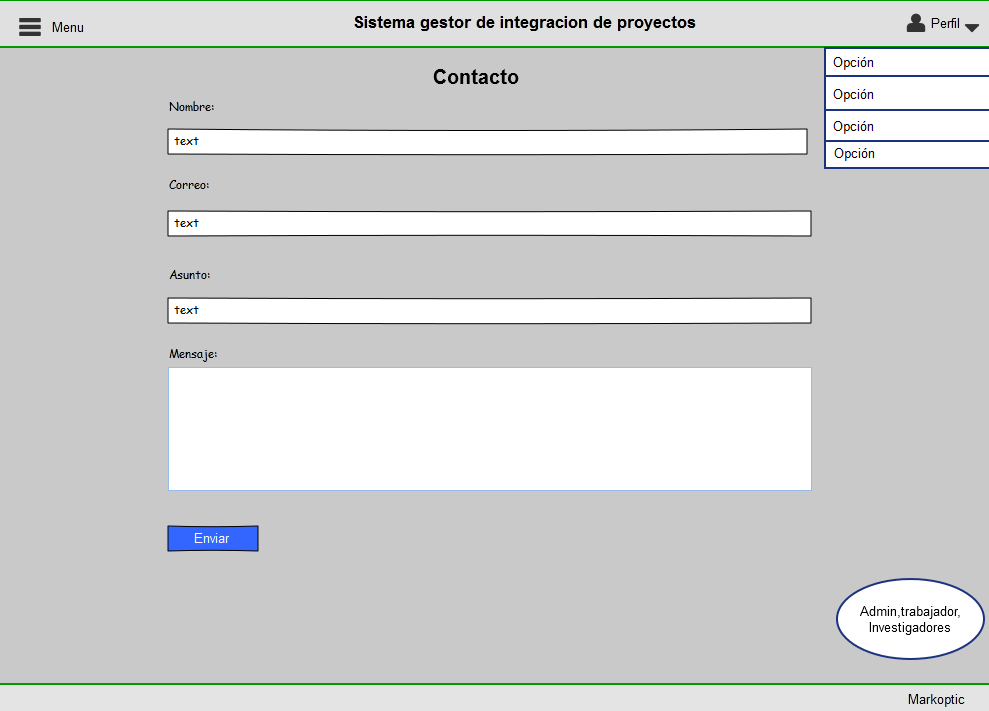 Menu
Sistema gestor de integracion de proyectos
Perfil
Opción
Opción
Opción
Opción
Contacto
Nombre:
text
Correo:
text
Asunto:
text
Mensaje:
Enviar
Admin,trabajador,
Investigadores
Markoptic